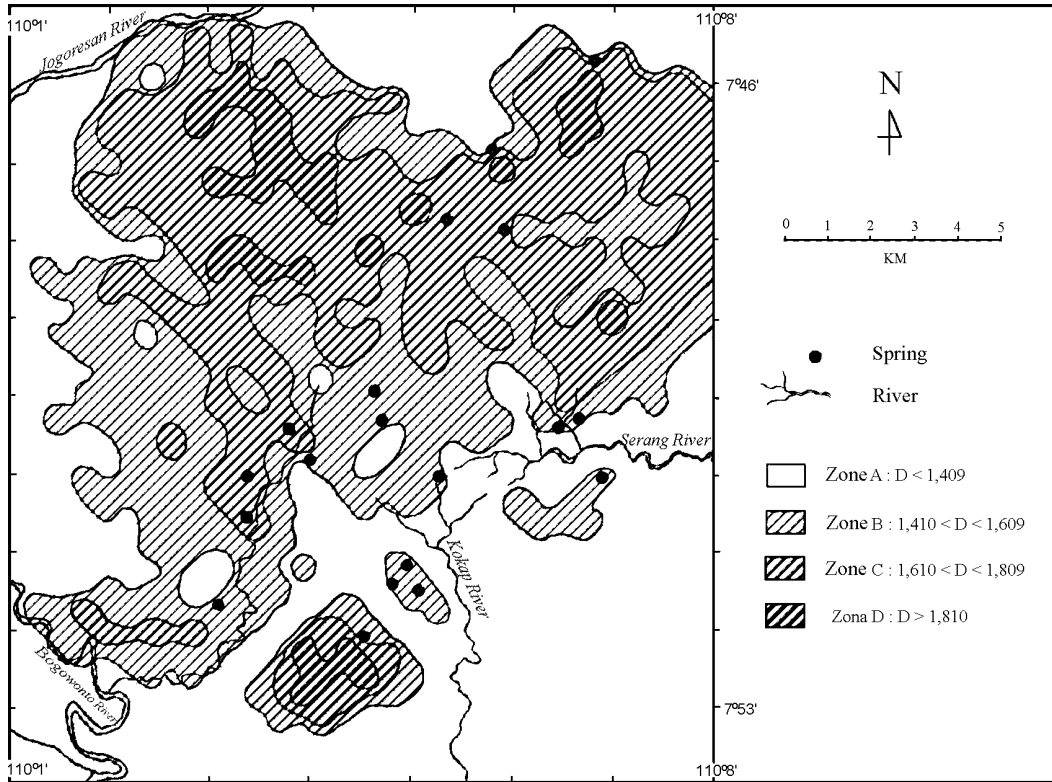 110º1'
110º8'
Jogoresan River
7º46'
N
0 1 2 3 4 5
KM
Spring
River
Serang River
Zone A : D < 1,409
Zone B : 1,410 < D < 1,609
Kokap River
Zone C : 1,610 < D < 1,809
Zona D : D > 1,810
Bogowonto River
7º53'
110º1'
110º8'